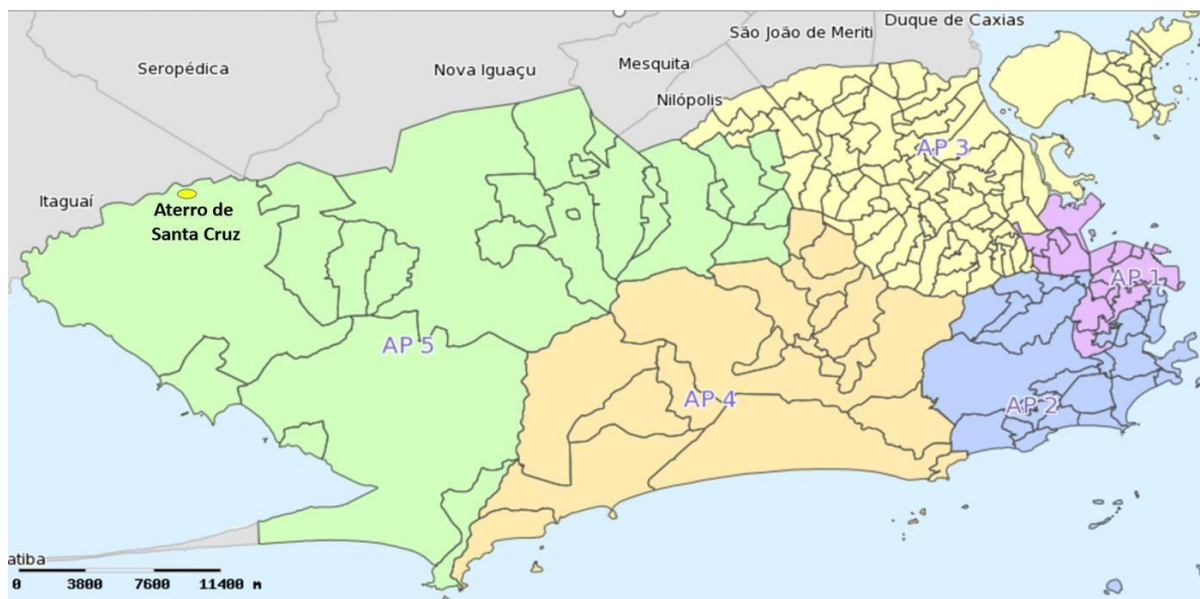 Duque de Caxias
São João de Meriti
Seropédica
Nova Iguaçu
Mesquita
Nilópolis
AP 3
Itaguaí
Aterro de
Santa Cruz
AP 1
AP 5
AP 4
AP 2
atiba
0 3800 7600 11400 m